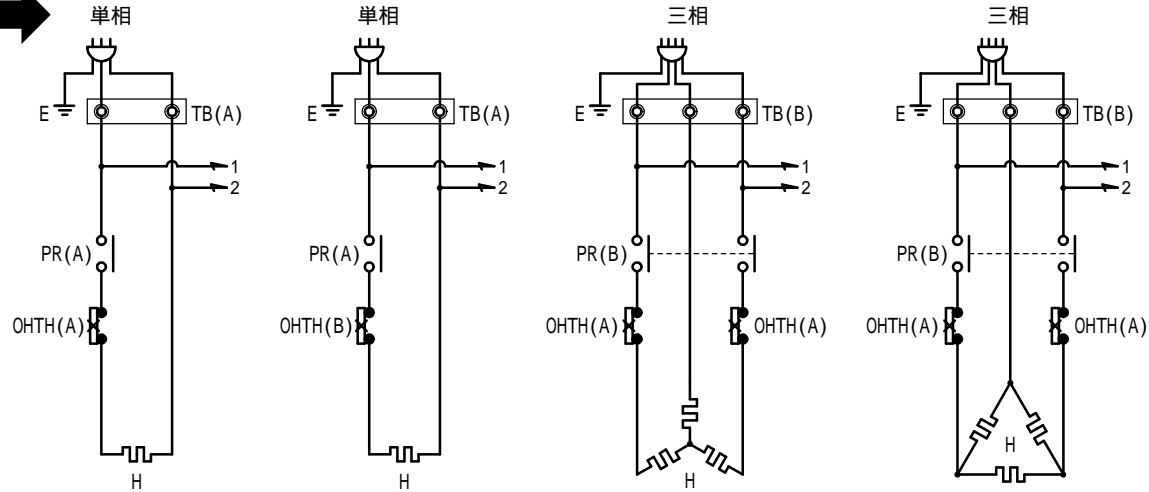 単相
単相
三相
三相
E
TB(A)
E
TB(A)
E
TB(B)
E
TB(B)
1
1
1
1
2
2
2
2
PR(A)
PR(A)
PR(B)
PR(B)
OHTH(A)
OHTH(B)
OHTH(A)
OHTH(A)
OHTH(A)
OHTH(A)
H
H
H
H